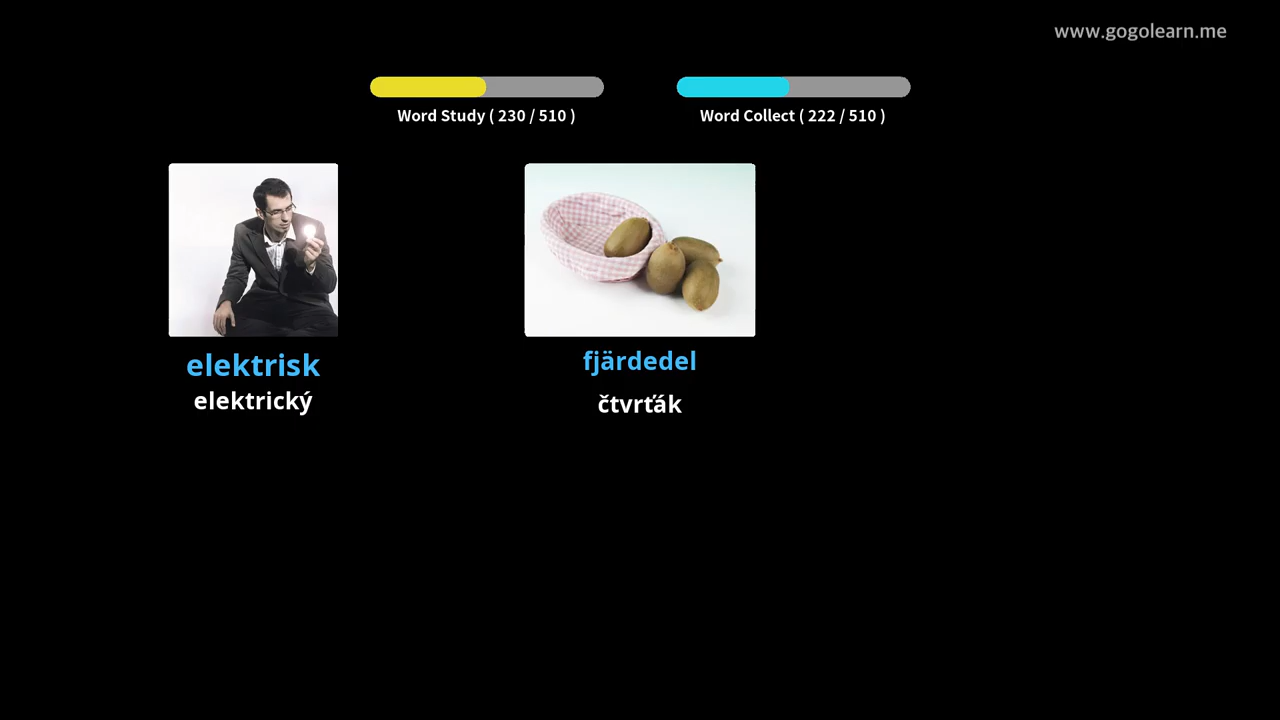 www.gogolearn.me
Word Study ( 230 / 510 )
Word Collect ( 222 / 510 )
elektrisk
elektrický
fjärdedel
čtvrťák